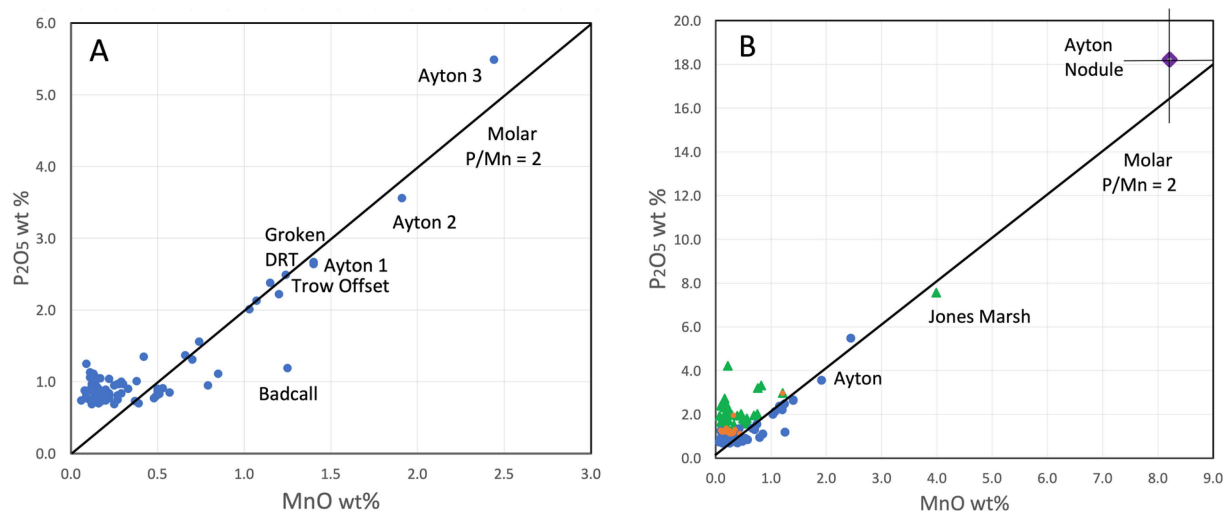 A
6.0
5.0
4.0
3.0
2.0
1.0
0.0
P2O5 wt %
Ayton 3
Molar
P/Mn = 2
Ayton 2
Groken
DRT
Ayton 1
Trow Offset
Badcall
0.0 0.5 1.0 1.5 2.0 2.5 3.0
MnO wt%
B
20.0
18.0
16.0
14.0
12.0
10.0
8.0
6.0
4.0
2.0
0.0
P2O5 wt %
Ayton
Nodule
Molar
P/Mn = 2
Jones Marsh
Ayton
0.0 1.0 2.0 3.0 4.0 5.0 6.0 7.0 8.0 9.0
MnO wt%